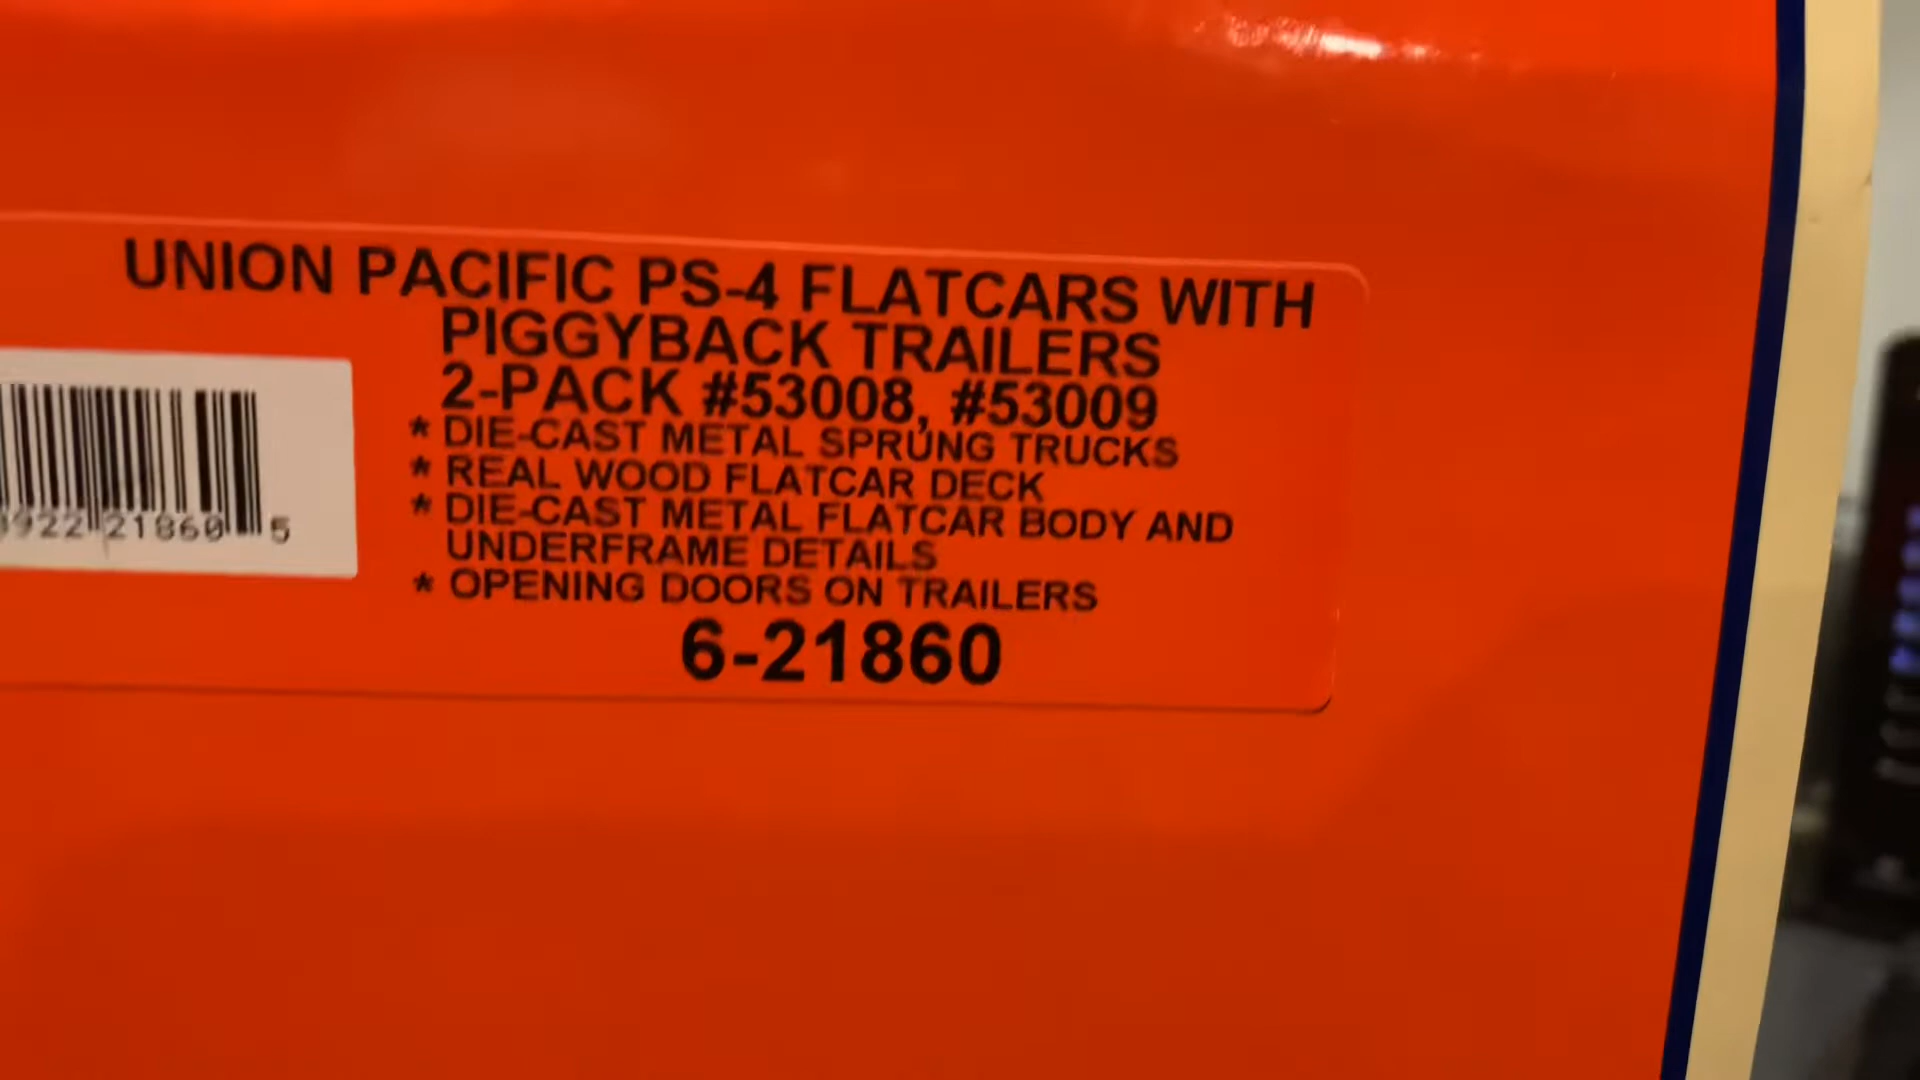 UNION PACIFIC PS-4 FLATCARS WITH
PIGGYBACK TRAILERS
2-PACK #53008, #53009
* DIE-CAST METAL SPRUNG TRUCKS
* REAL WOOD FLATCAR DECK
* DIE-CAST METAL FLATCAR BODY AND
UNDERFRAME DETAILS
* OPENING DOORS ON TRAILERS
6-21860
922 21860 5